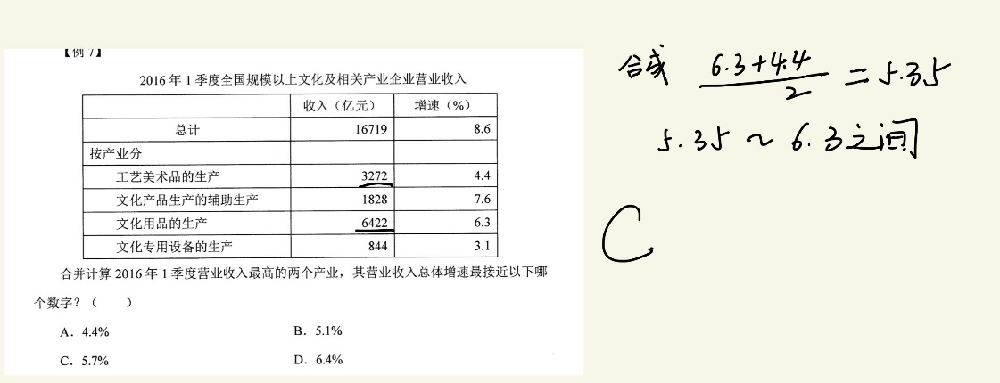 【例 7】
2016 年 1 季度全国规模以上文化及相关产业企业营业收入
收入（亿元） 增速（%）
总计 16719 8.6
按产业分
工艺美术品的生产 3272 4.4
文化产品生产的辅助生产 1828 7.6
文化用品的生产 6422 6.3
文化专用设备的生产 844 3.1
合并计算 2016 年 1 季度营业收入最高的两个产业，其营业收入总体增速最接近以下哪
个数字？（ ）
A．4.4% B．5.1%
C．5.7% D．6.4%
合成 6.3+4.4
2
=5.35
5.35 ~ 6.3之间
C